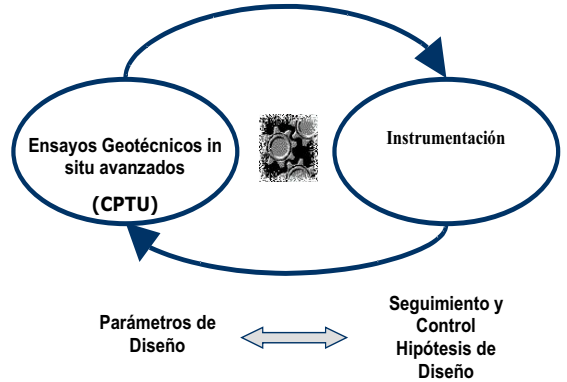 Ensayos Geotécnicos in
situ avanzados
(CPTU)
Instrumentación
Parámetros de
Diseño
Seguimiento y
Control
Hipótesis de
Diseño